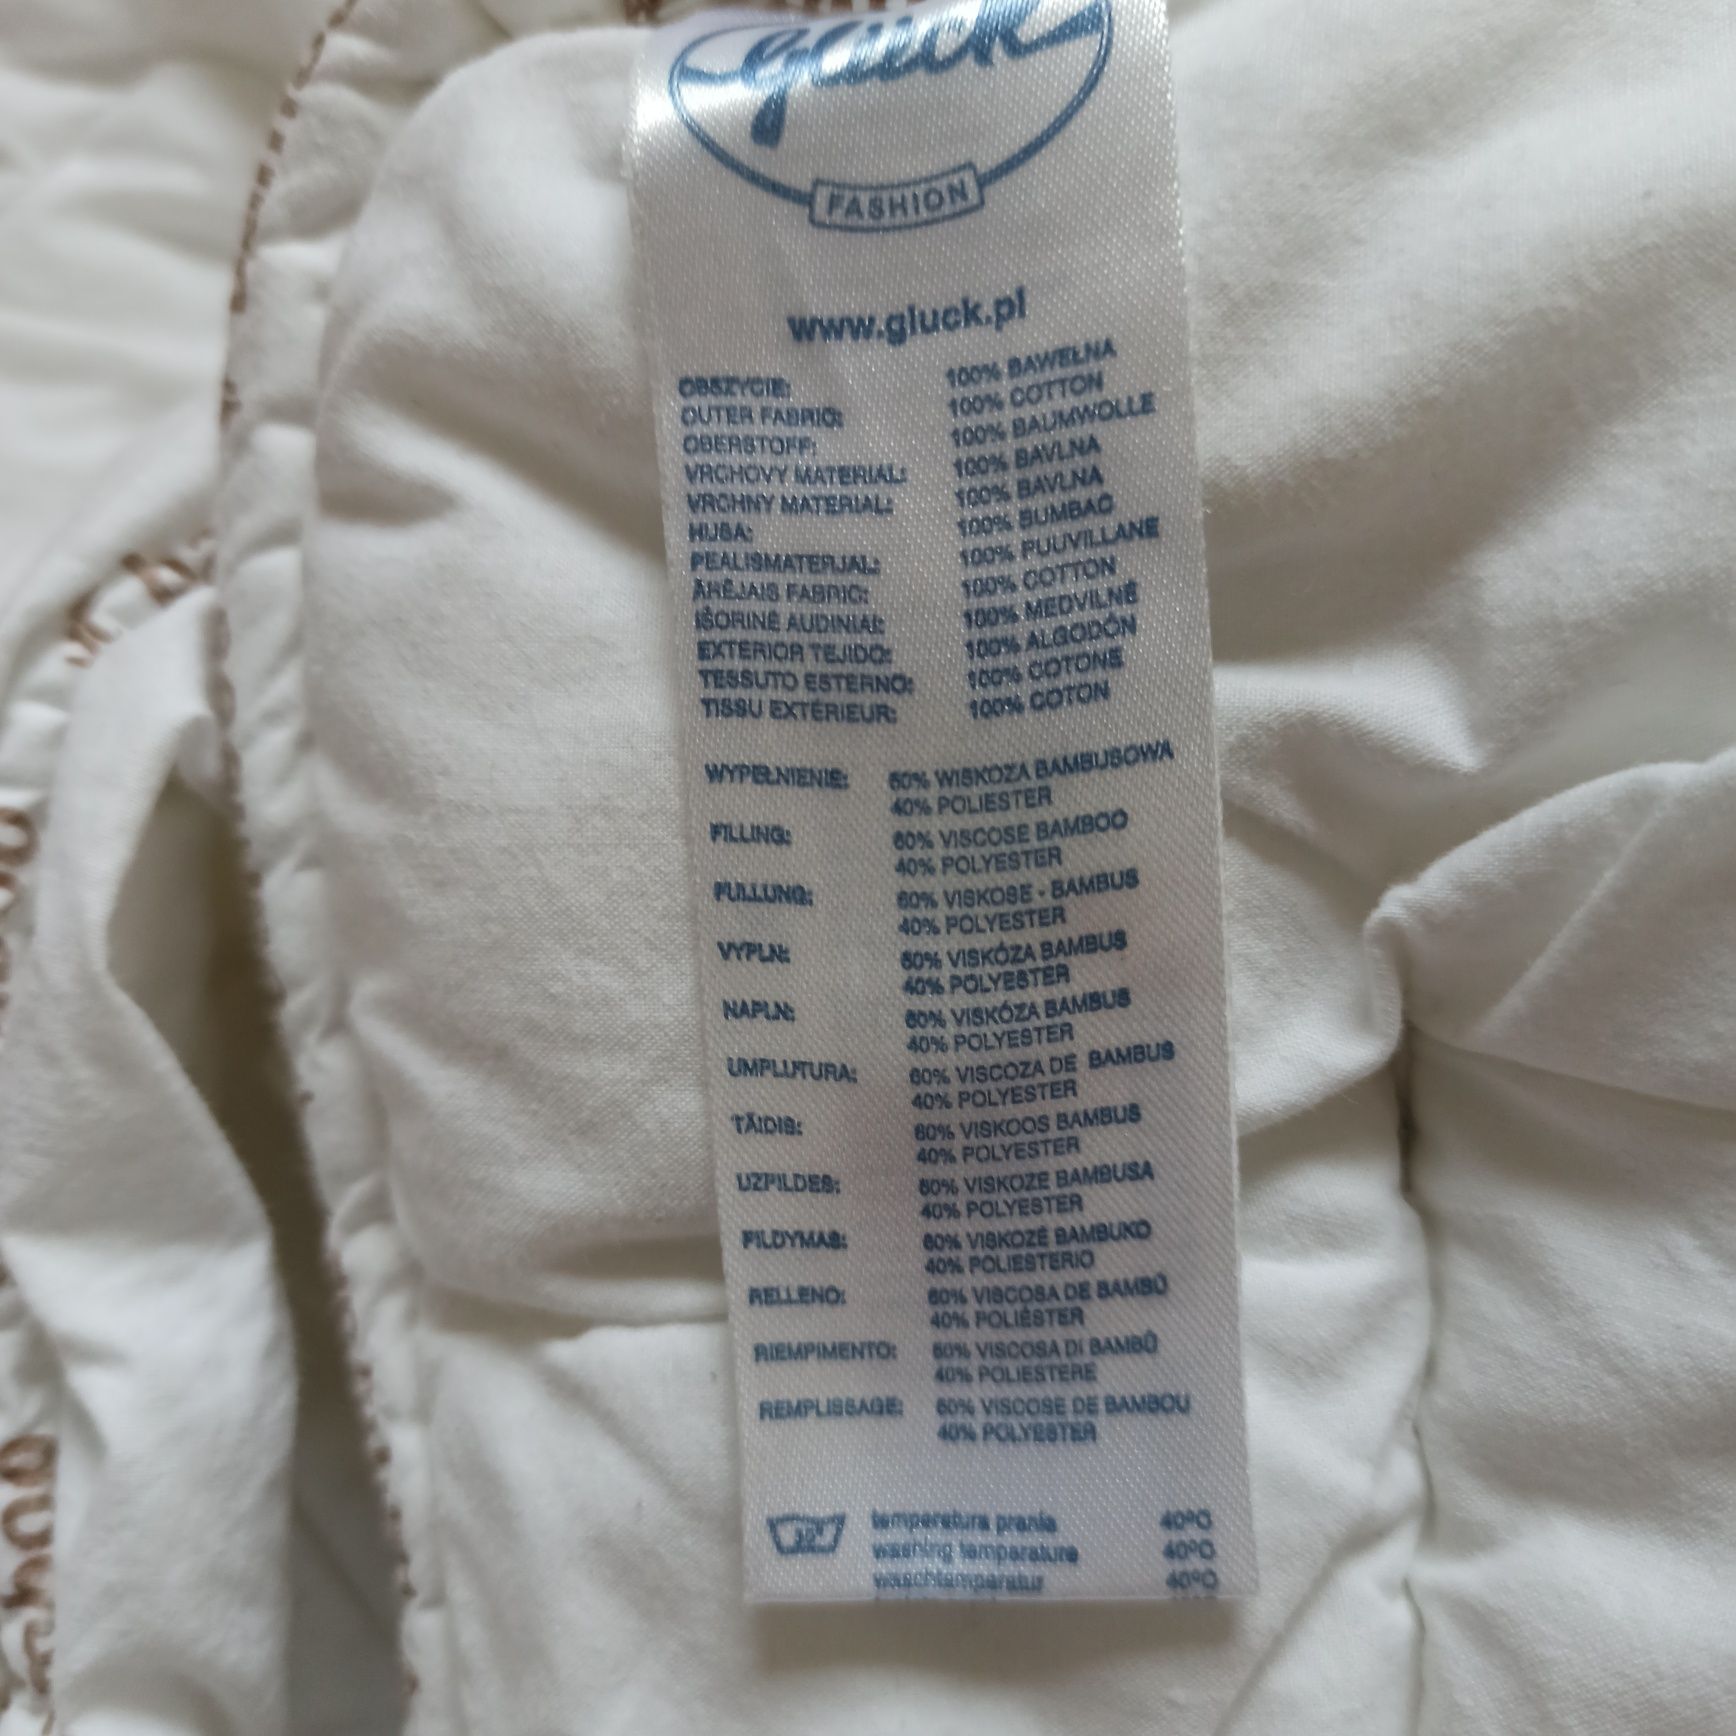 gluck
FASHION
www.gluck.pl
OBSZYCIE: 100% BAWEŁNA
OUTER FABRIC: 100% COTTON
OBERSTOFF: 100% BAUMWOLLE
VRCHOVY MATERIAL: 100% BAVLNA
VRCHNY MATERIAL: 100% BAVLNA
HUSA: 100% BUMBAC
PEALISMATERJAL: 100% PUUVILLANE
ĀRĒJAIS FABRIC: 100% COTTON
IŠORINĖ AUDINIAI: 100% MEDVILNĖ
EXTERIOR TEJIDO: 100% ALGODÓN
TESSUTO ESTERNO: 100% COTONE
TISSU EXTÉRIEUR: 100% COTON
WYPEŁNIENIE: 60% WISKOZA BAMBUSOWA
40% POLIESTER
FILLING: 60% VISCOSE BAMBOO
40% POLYESTER
FULLUNG: 60% VISKOSE - BAMBUS
40% POLYESTER
VYPLN: 60% VISKÓZA BAMBUS
40% POLYESTER
NAPLN: 60% VISKÓZA BAMBUS
40% POLYESTER
UMPLUTURA: 60% VISCOZA DE BAMBUS
40% POLYESTER
TÄIDIS: 60% VISKOOS BAMBUS
40% POLYESTER
UZPILDES: 60% VISKOZE BAMBUSA
40% POLYESTER
PILDYMAS: 60% VISKOZĖ BAMBUKO
40% POLIESTERIO
RELLENO: 60% VISCOSA DE BAMBÚ
40% POLIÉSTER
RIEMPIMENTO: 60% VISCOSA DI BAMBÙ
40% POLIESTERE
REMPLISSAGE: 60% VISCOSE DE BAMBOU
40% POLYESTER
temperatura prania 40ºC
washing temperature 40ºC
waschtemperatur 40ºC